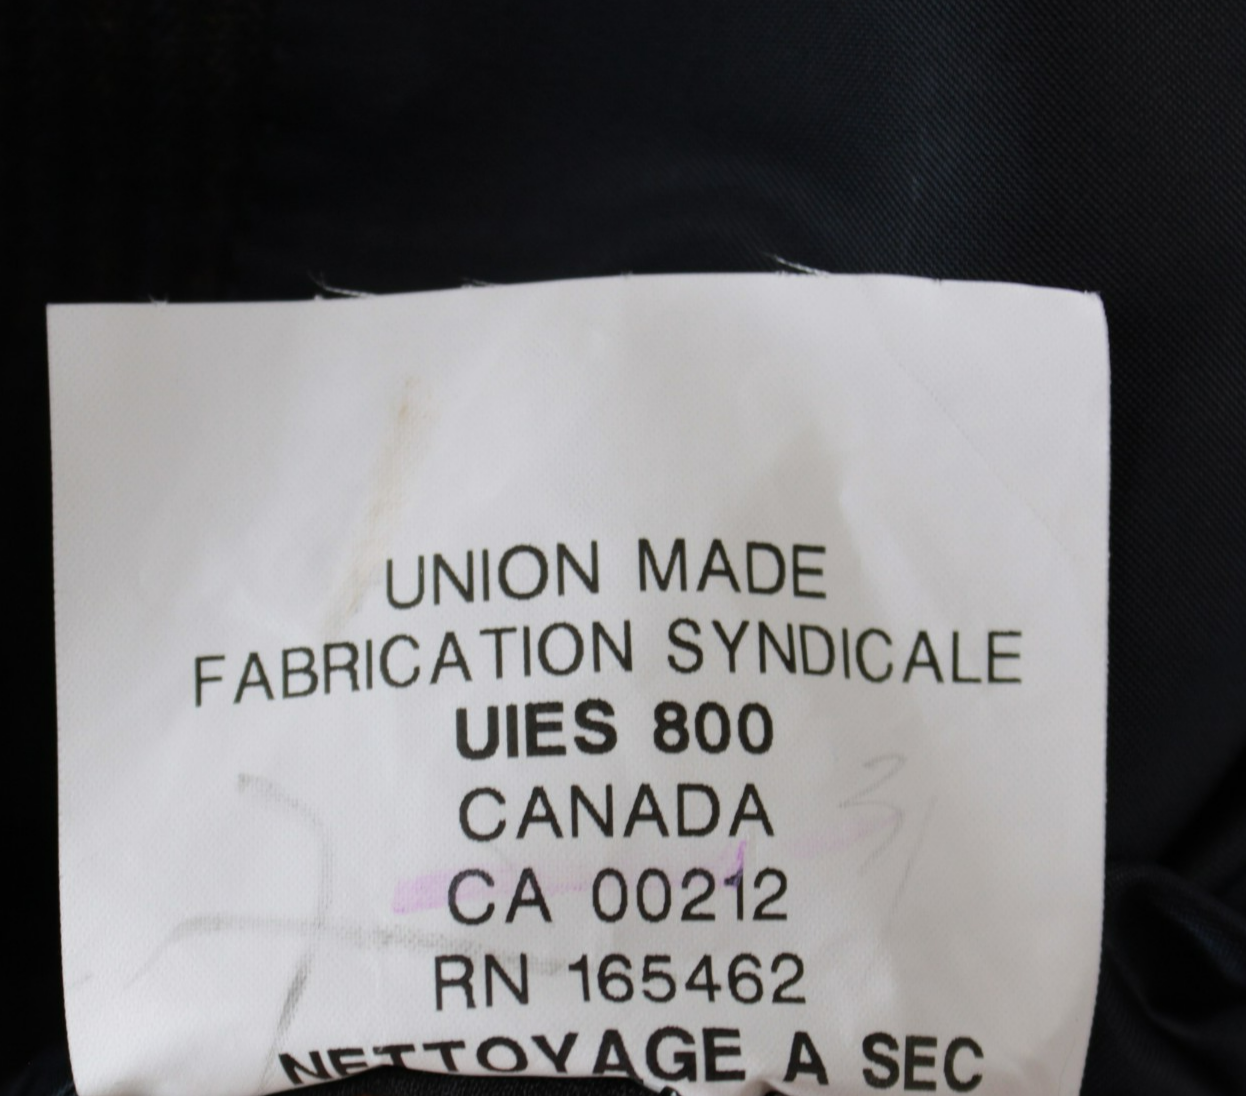 UNION MADE
FABRICATION SYNDICALE
UIES 800
CANADA
CA 00212
RN 165462
NETTOYAGE A SEC